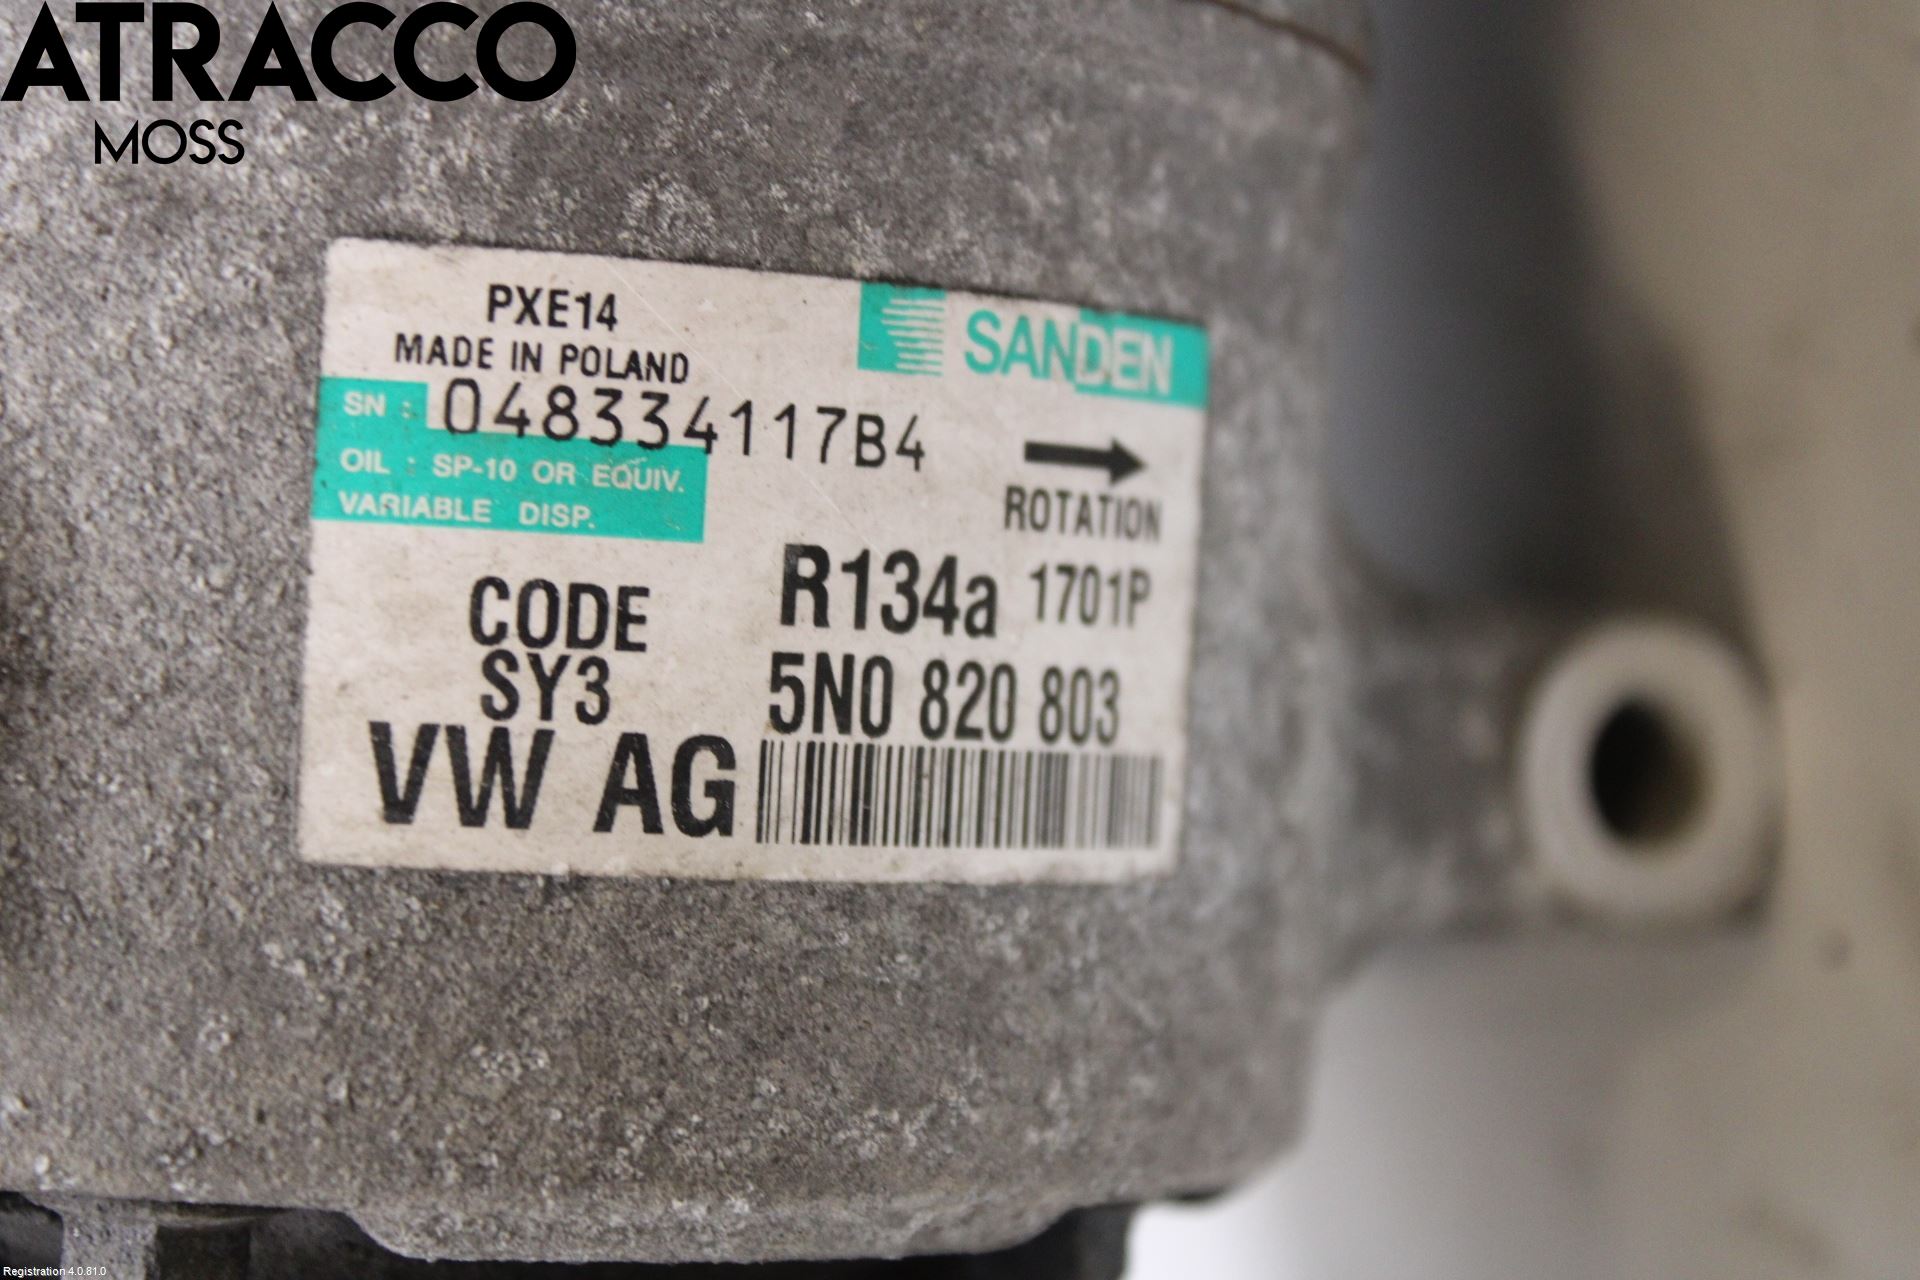 ATRACCO
MOSS
PXE14
MADE IN POLAND
SANDEN
SN : 048334117B4
OIL : SP-10 OR EQUIV.
VARIABLE DISP.
ROTATION
CODE
SY3
R134a 1701P
5N0 820 803
VW AG
Registration 4.0.81.0